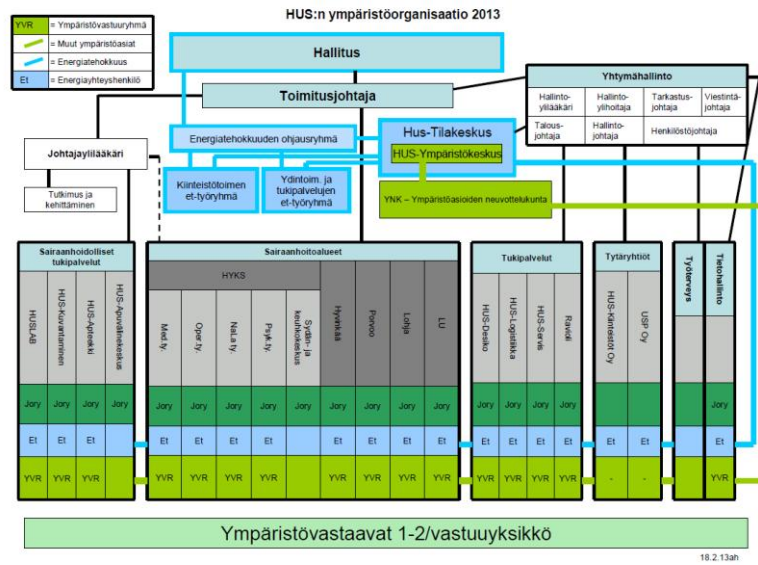 HUS:n ympäristöorganisaatio 2013
YVR = Ympäristövastuuryhmä
= Muut ympäristöasiat
= Energiatehokkuus
Et = Energiayhteyshenkilö
Hallitus
Toimitusjohtaja
Yhtymähallinto
Hallinto-
ylilääkäri
Hallinto-
ylihoitaja
Tarkastus-
johtaja
Viestintä-
johtaja
Talous-
johtaja
Hallinto-
johtaja
Henkilöstöjohtaja
Johtajaylilääkäri
Tutkimus ja
kehittäminen
Energiatehokkuuden ohjausryhmä
Kiinteistötoimen
et-työryhmä
Ydintoim. ja
tukipalvelujen
et-työryhmä
Hus-Tilakeskus
HUS-Ympäristökeskus
YNK – Ympäristöasioiden neuvottelukunta
Sairaanhoidolliset
tukipalvelut
HUSLAB
HUS-Kuvantaminen
HUS-Apteekki
HUS-Apuvälinekeskus
Jory Jory Jory Jory
Et Et Et
YVR YVR YVR
Sairaanhoitoalueet
HYKS
Med.ty.
Oper.ty.
NaLa ty.
Psyk.ty.
Sydän- ja
keuhkokeskus
Hyvinkää
Porvoo
Lohja
LU
Jory Jory Jory Jory Jory Jory Jory Jory Jory
Et Et Et Et Et Et Et Et
YVR YVR YVR YVR YVR YVR YVR YVR
Tukipalvelut
HUS-Desiko
HUS-Logistiikka
HUS-Servis
Ravioli
Jory Jory Jory Jory
Et Et Et Et
YVR YVR YVR YVR
Tytäryhtiöt
HUS-Kiinteistöt Oy
USP Oy
Et Et
- -
Työterveys
Tietohallinto
Jory
Et
YVR
Ympäristövastaavat 1-2/vastuuyksikkö
18.2.13ah